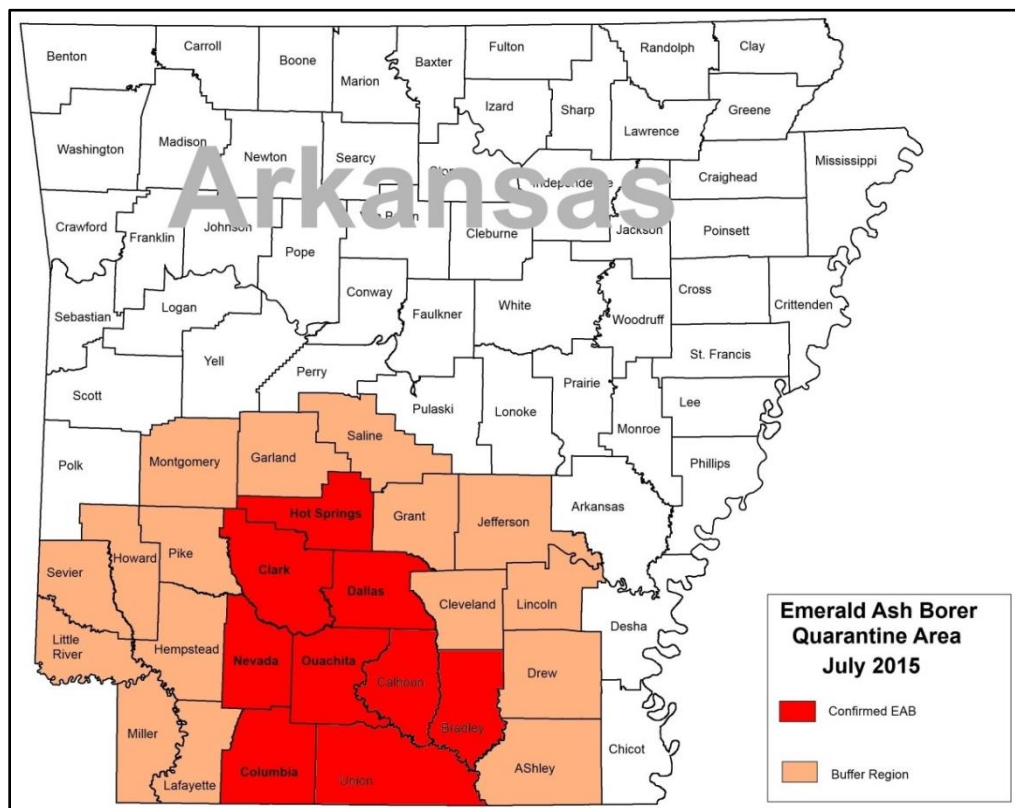 Benton
Carroll
Boone
Marion
Baxter
Fulton
Randolph
Clay
Izard
Sharp
Greene
Lawrence
Washington
Madison
Newton
Searcy
Independence
Craighead
Mississippi
Arkansas
Crawford
Franklin
Johnson
Pope
Van Buren
Cleburne
Jackson
Poinsett
Sebastian
Logan
Conway
Faulkner
White
Woodruff
Cross
Crittenden
St. Francis
Scott
Yell
Perry
Pulaski
Lonoke
Prairie
Monroe
Lee
Phillips
Polk
Montgomery
Garland
Saline
Hot Springs
Grant
Jefferson
Arkansas
Sevier
Howard
Pike
Clark
Dallas
Cleveland
Lincoln
Desha
Little
River
Hempstead
Nevada
Ouachita
Calhoun
Bradley
Drew
Miller
Lafayette
Columbia
Union
AShley
Chicot
Emerald Ash Borer
Quarantine Area
July 2015
Confirmed EAB
Buffer Region